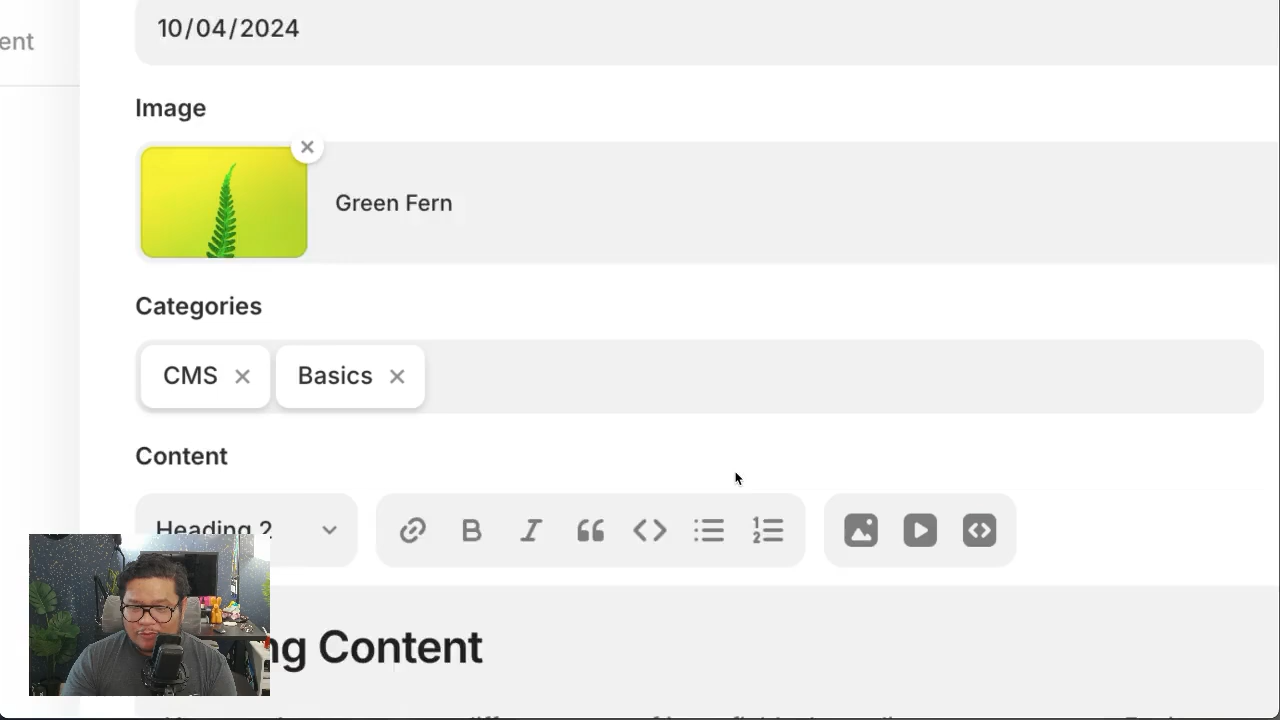 ent
10/04/2024
Image
Green Fern
Categories
CMS
Basics
Content
Heading 2
ng Content